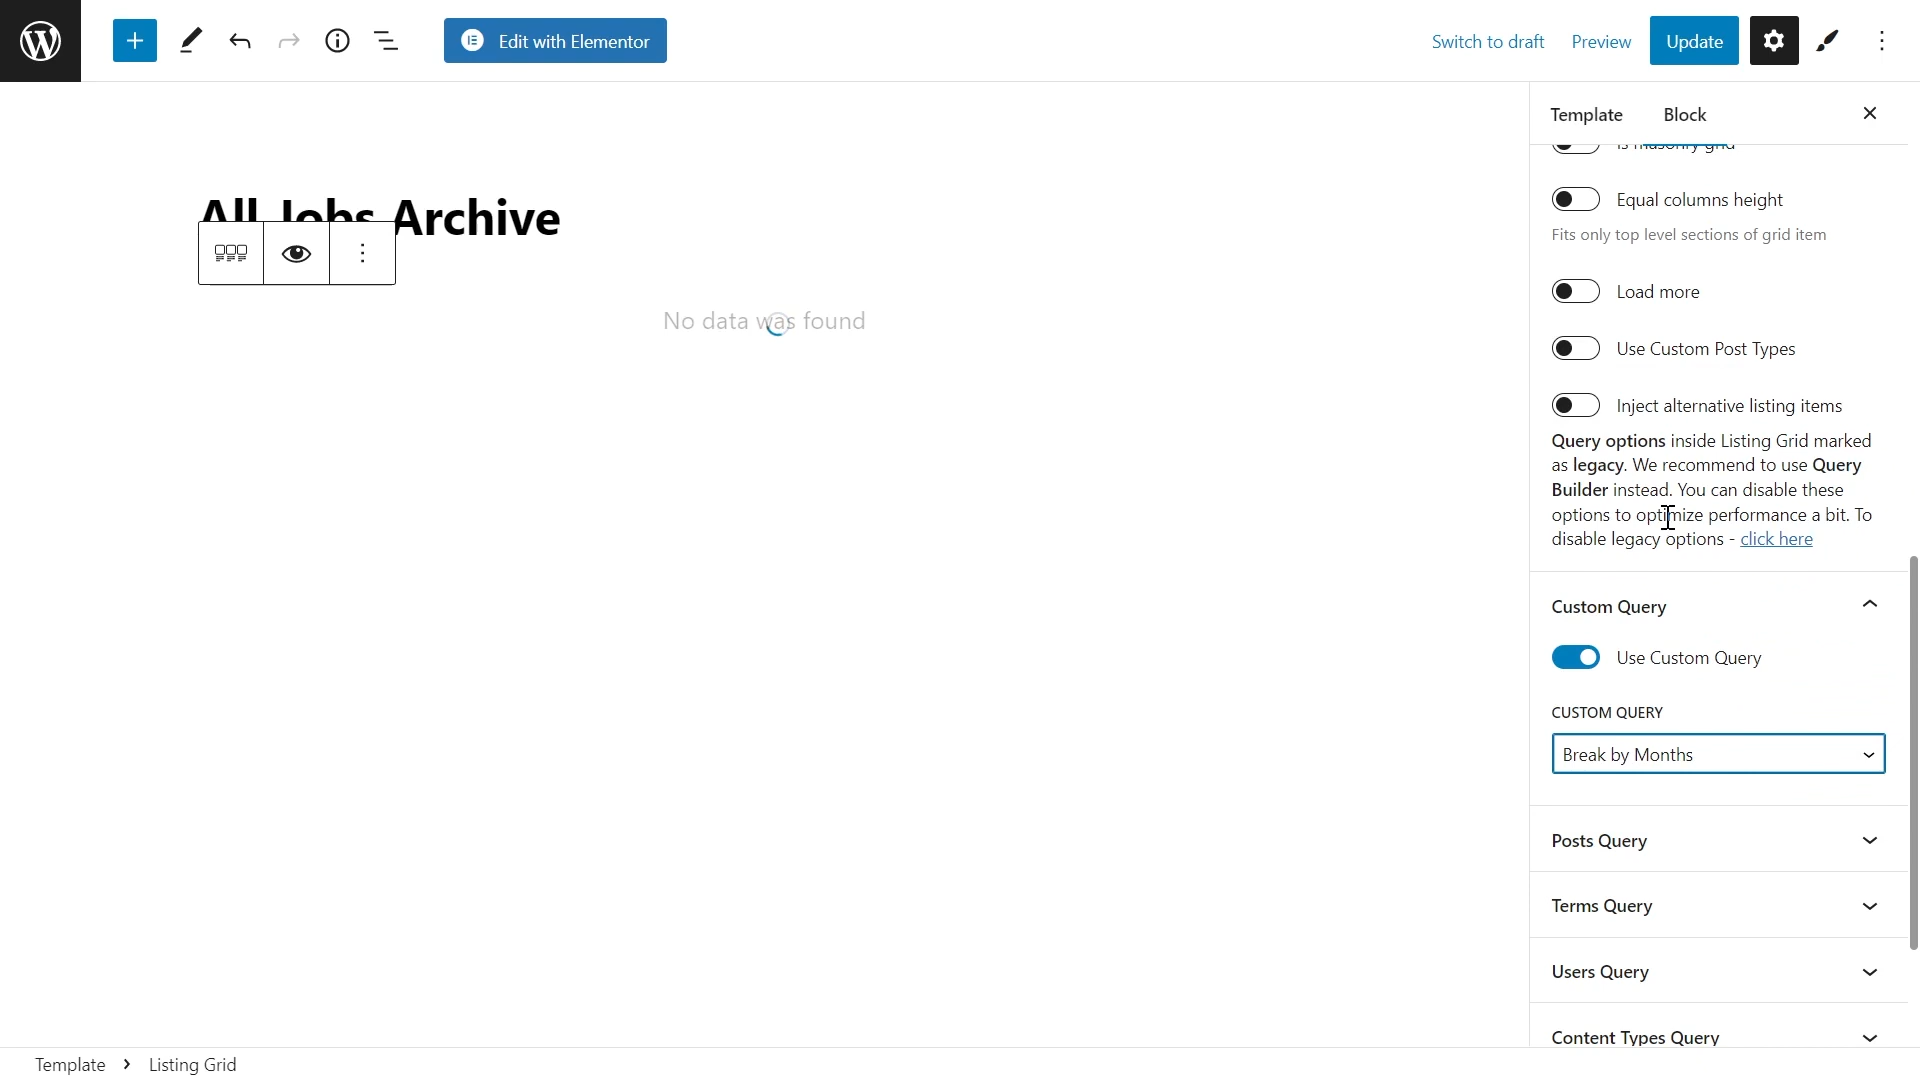 Edit with Elementor
Switch to draft
Preview
Update
Template
Block
Is masonry grid
Equal columns height
Fits only top level sections of grid item
Load more
Use Custom Post Types
Inject alternative listing items
Query options inside Listing Grid marked
as legacy. We recommend to use Query
Builder instead. You can disable these
options to optimize performance a bit. To
disable legacy options - click here
Custom Query
Use Custom Query
CUSTOM QUERY
Break by Months
Posts Query
Terms Query
Users Query
Content Types Query
All Jobs Archive
No data was found
Template > Listing Grid